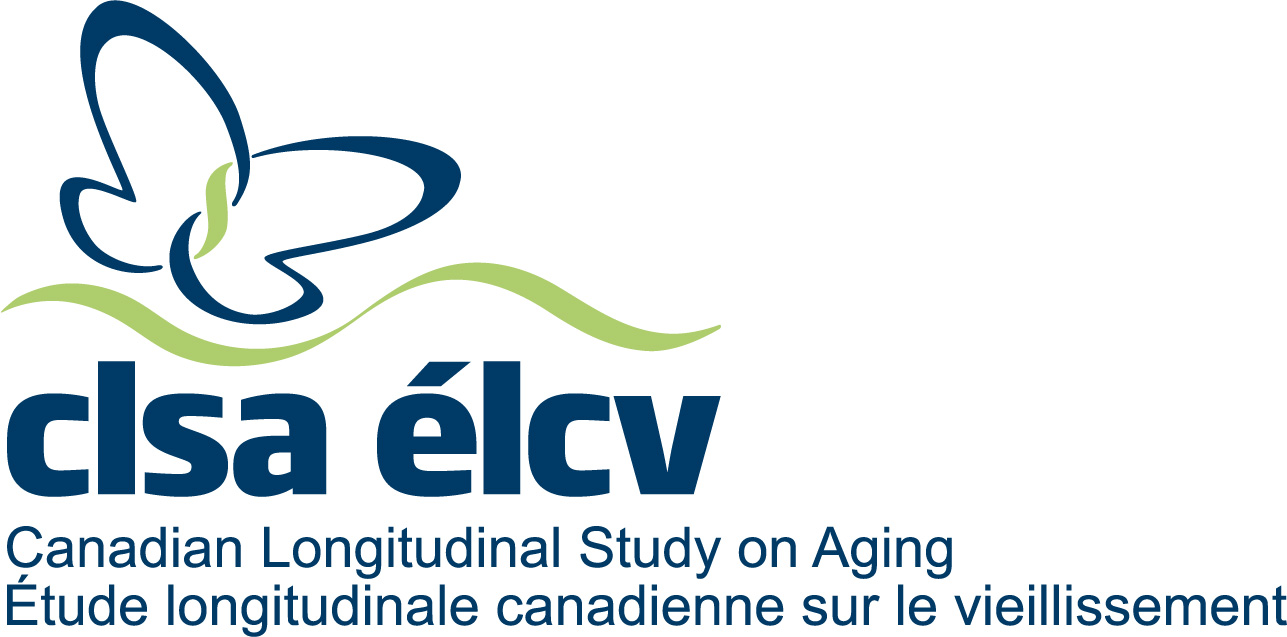 clsa élcv
Canadian Longitudinal Study on Aging
Étude longitudinale canadienne sur le vieillissement